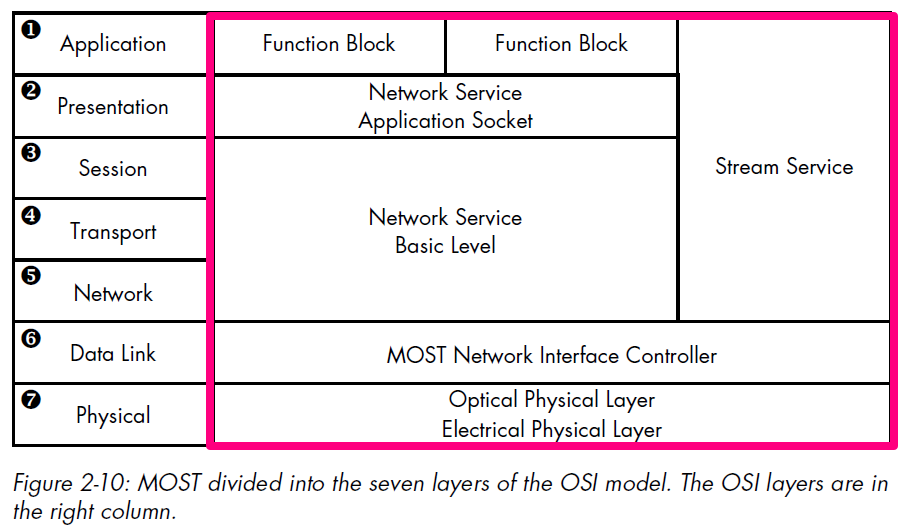 ❶ Application Function Block Function Block
❷ Presentation Network Service
Application Socket
❸ Session
Stream Service
❹ Transport Network Service
Basic Level
❺ Network
❻ Data Link MOST Network Interface Controller
❼ Physical Optical Physical Layer
Electrical Physical Layer
Figure 2-10: MOST divided into the seven layers of the OSI model. The OSI layers are in
the right column.